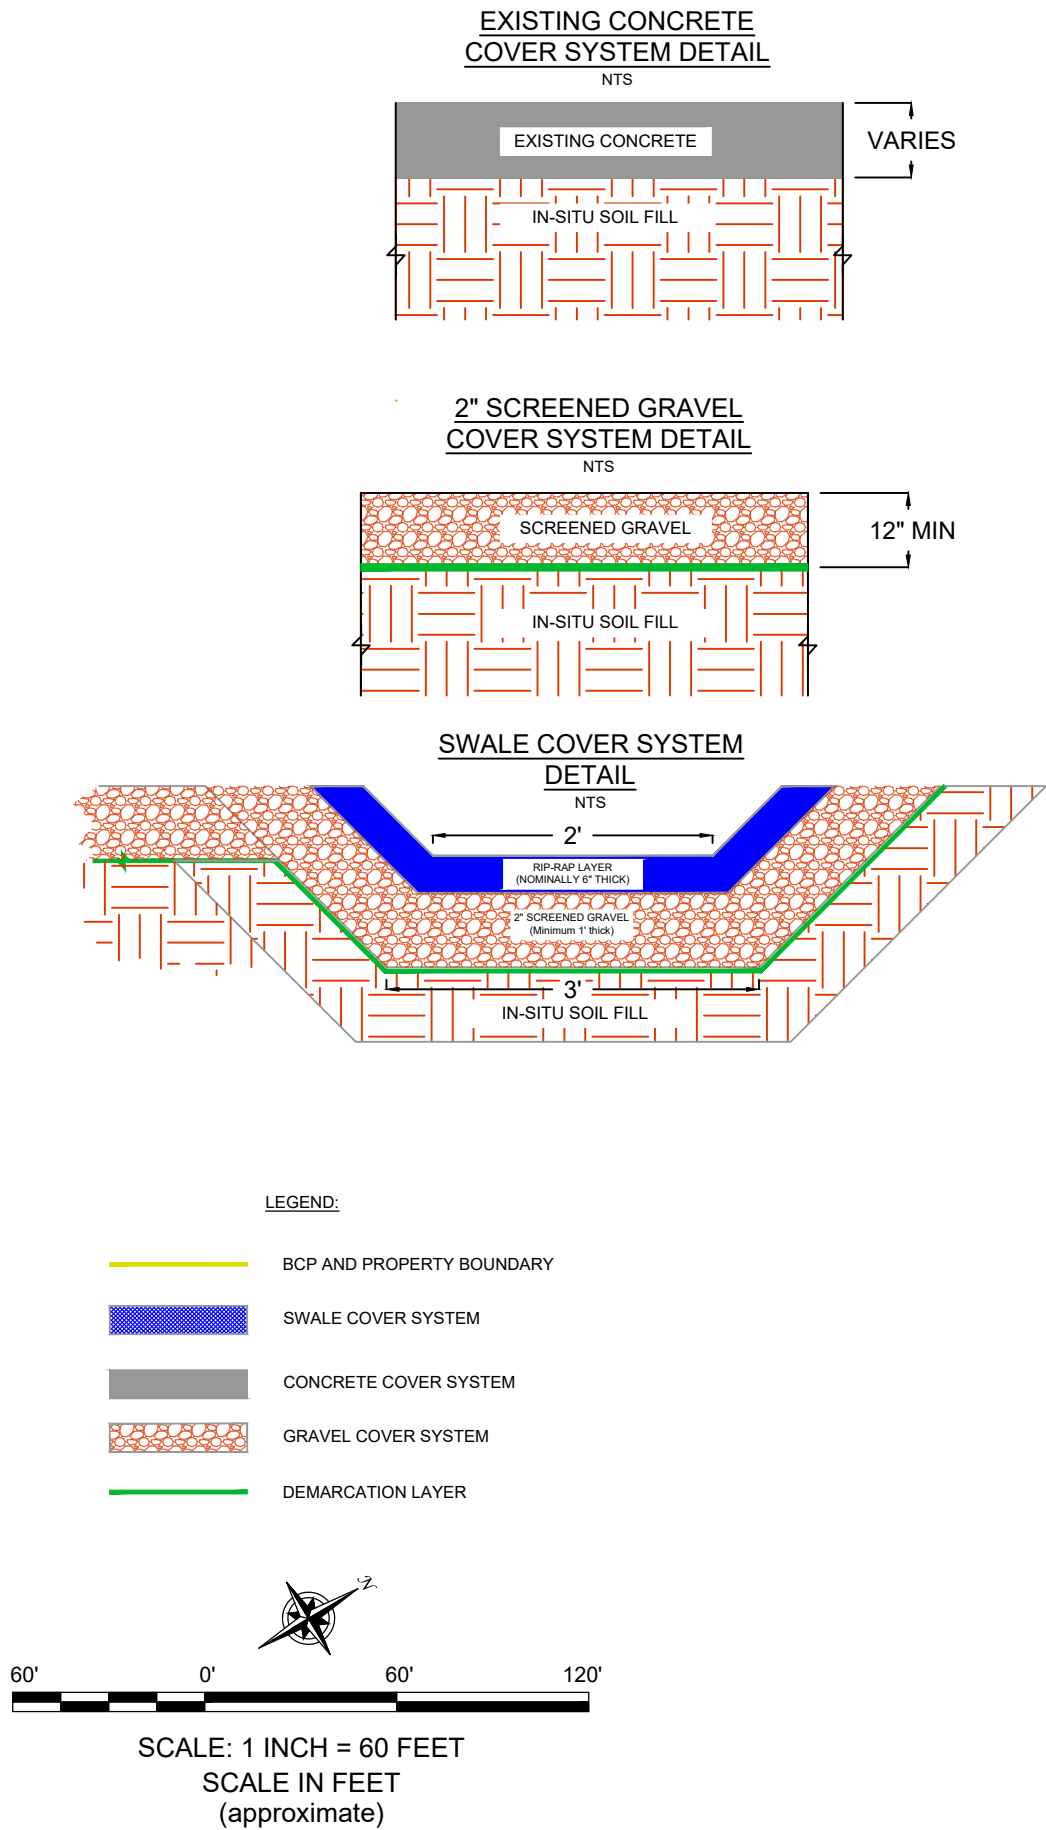 EXISTING CONCRETE
COVER SYSTEM DETAIL
NTS
EXISTING CONCRETE
VARIES
IN-SITU SOIL FILL
2" SCREENED GRAVEL
COVER SYSTEM DETAIL
NTS
SCREENED GRAVEL
12" MIN
IN-SITU SOIL FILL
SWALE COVER SYSTEM
DETAIL
NTS
2'
RIP-RAP LAYER
(NOMINALLY 6" THICK)
2" SCREENED GRAVEL
(Minimum 1' thick)
3'
IN-SITU SOIL FILL
LEGEND:
BCP AND PROPERTY BOUNDARY
SWALE COVER SYSTEM
CONCRETE COVER SYSTEM
GRAVEL COVER SYSTEM
DEMARCATION LAYER
N
60' 0' 60' 120'
SCALE: 1 INCH = 60 FEET
SCALE IN FEET
(approximate)